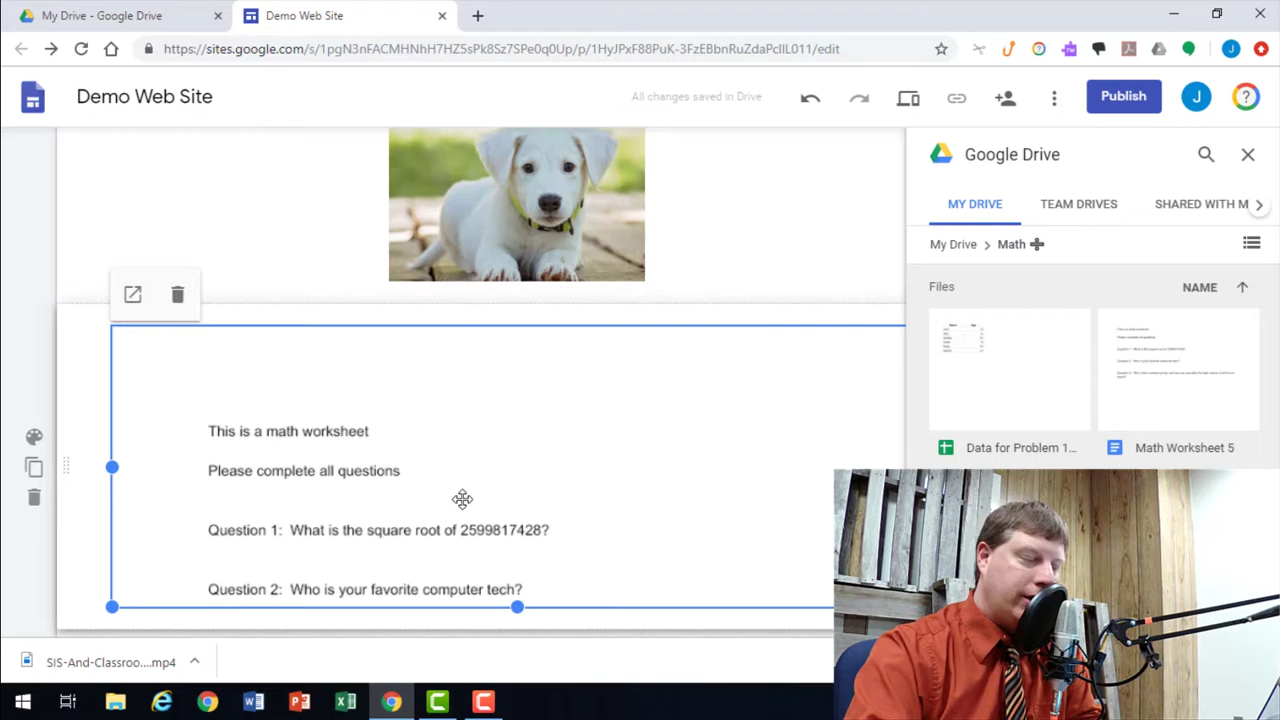 My Drive - Google Drive
Demo Web Site
https://sites.google.com/s/1pgN3nFACMHNhH7HZ5sPk8Sz7SPe0q0Up/p/1HyJPxF88PuK-3FzEBbnRuZdaPcllL011/edit
Demo Web Site
All changes saved in Drive
Publish
J
Google Drive
MY DRIVE
TEAM DRIVES
SHARED WITH M
My Drive > Math
Files
NAME
Data for Problem 1...
Math Worksheet 5
This is a math worksheet
Please complete all questions
Question 1: What is the square root of 2599817428?
Question 2: Who is your favorite computer tech?
SIS-And-Classroo....mp4